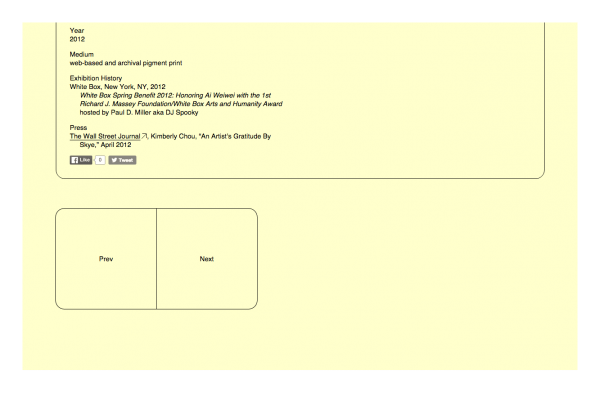 Year
2012
Medium
web-based and archival pigment print
Exhibition History
White Box, New York, NY, 2012
White Box Spring Benefit 2012: Honoring Ai Weiwei with the 1st
Richard J. Massey Foundation/White Box Arts and Humanity Award
hosted by Paul D. Miller aka DJ Spooky
Press
The Wall Street Journal↗, Kimberly Chou, "An Artist's Gratitude By
Skye," April 2012
Like 0 Tweet
Prev Next